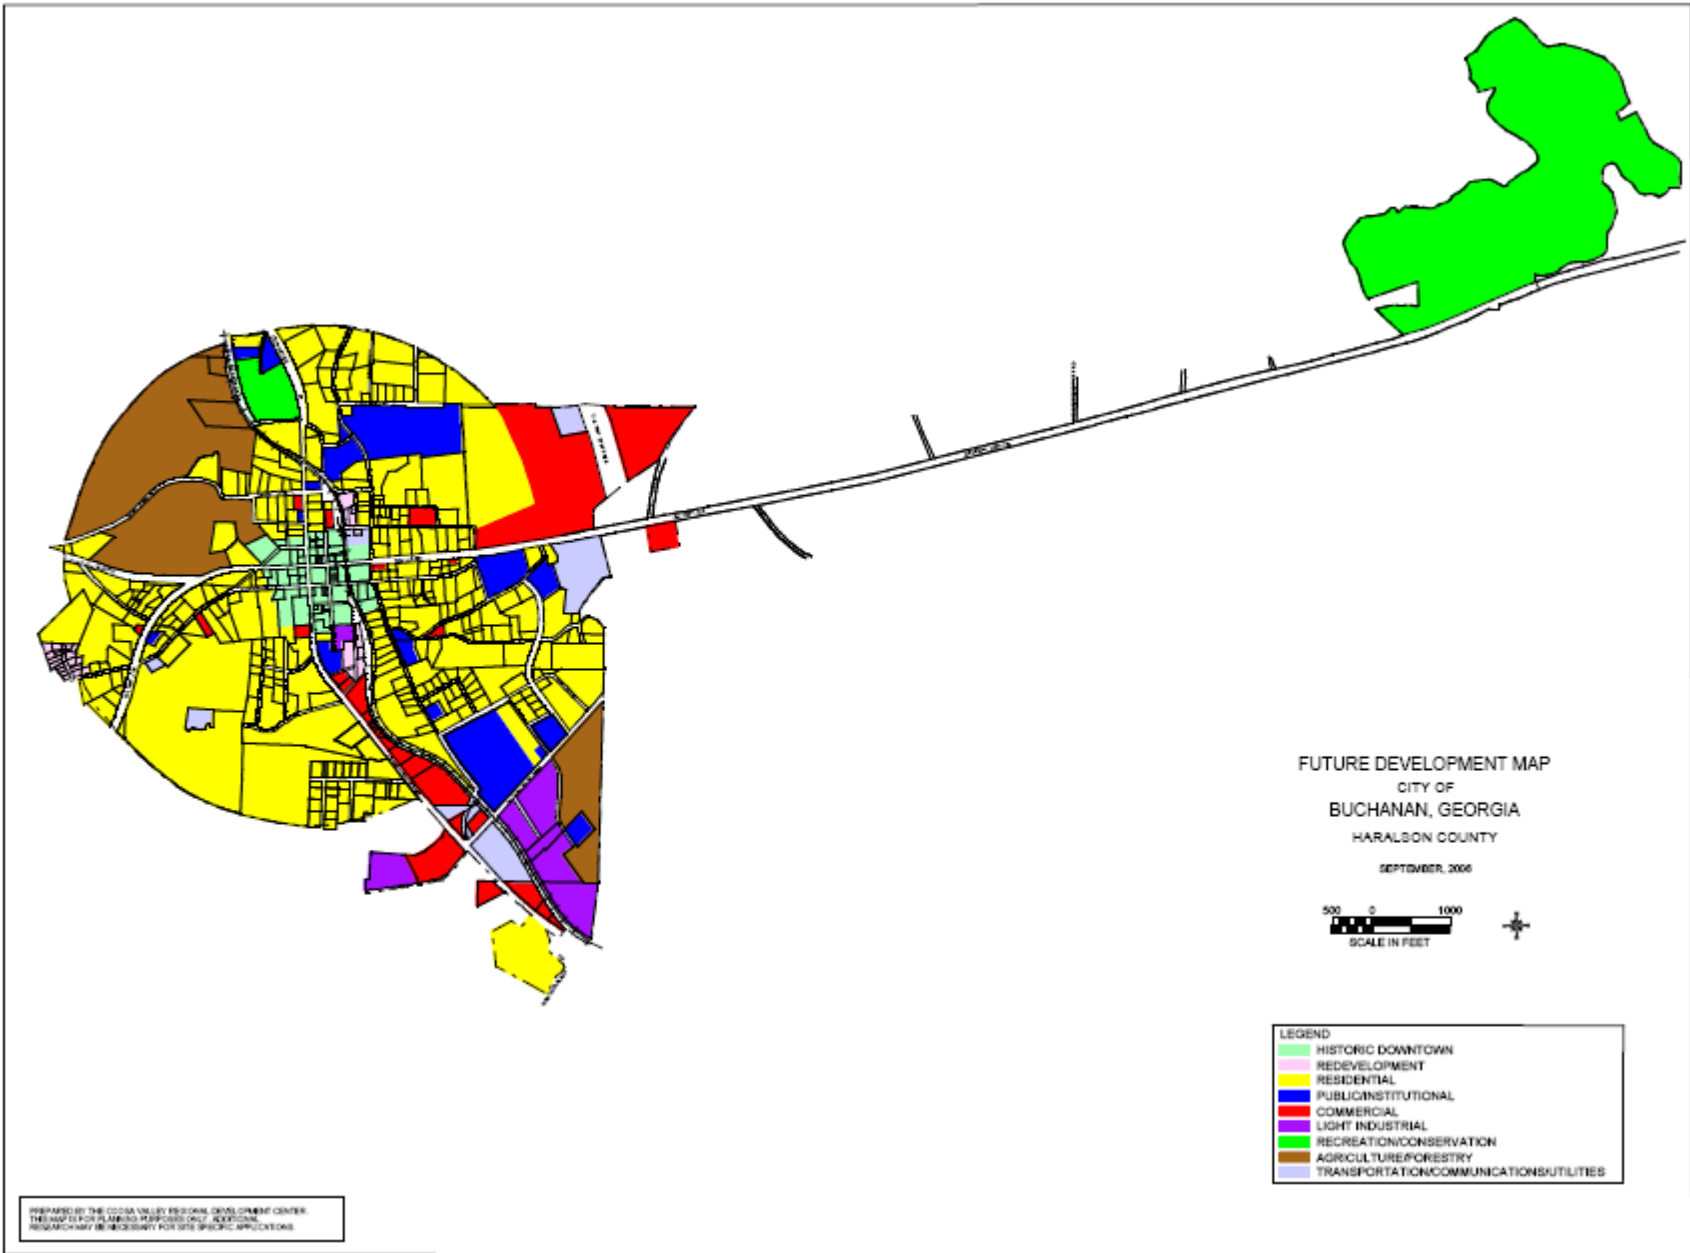 FUTURE DEVELOPMENT MAP
CITY OF
BUCHANAN, GEORGIA
HARALSON COUNTY
SEPTEMBER, 2006
500 0 1000
SCALE IN FEET
LEGEND
HISTORIC DOWNTOWN
REDEVELOPMENT
RESIDENTIAL
PUBLIC/INSTITUTIONAL
COMMERCIAL
LIGHT INDUSTRIAL
RECREATION/CONSERVATION
AGRICULTURE/FORESTRY
TRANSPORTATION/COMMUNICATIONS/UTILITIES
PREPARED BY THE COOSA VALLEY REGIONAL DEVELOPMENT CENTER.
THIS MAP IS FOR PLANNING PURPOSES ONLY. ADDITIONAL
RESEARCH MAY BE NECESSARY FOR SITE SPECIFIC APPLICATIONS.